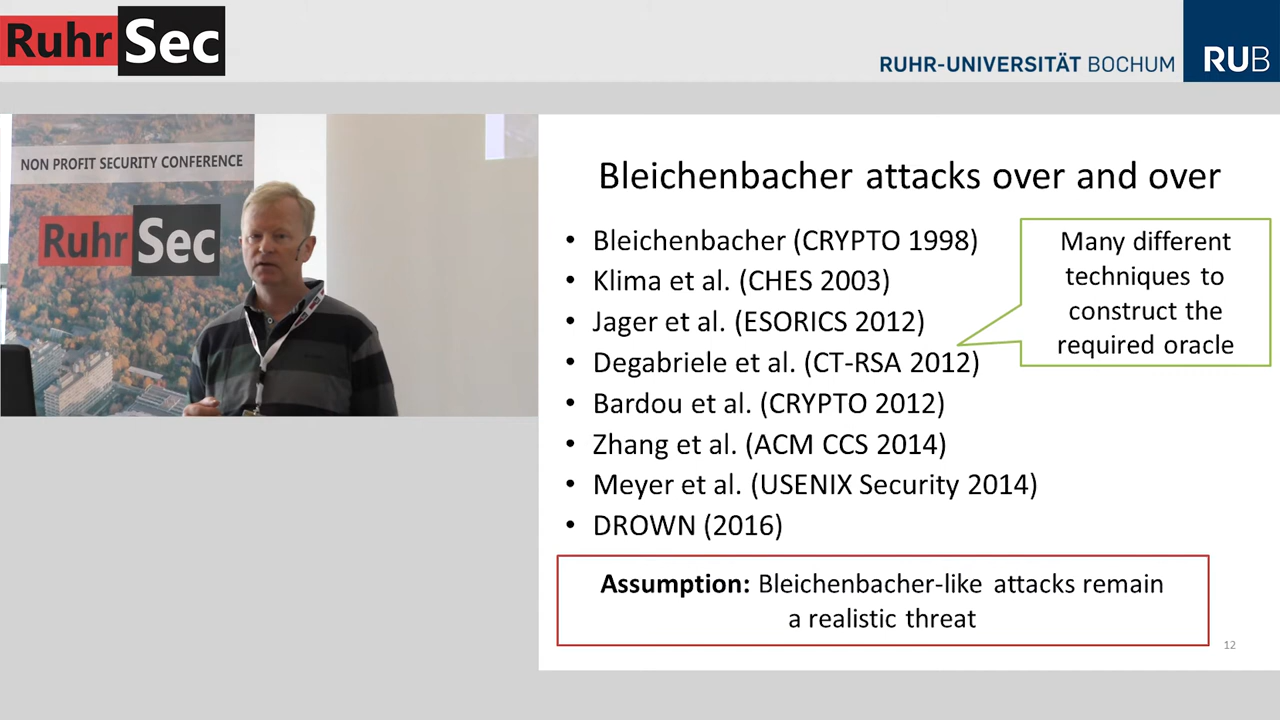 RuhrSec
RUHR-UNIVERSITÄT BOCHUM
RUB
NON PROFIT SECURITY CONFERENCE
RuhrSec
Bleichenbacher attacks over and over
• Bleichenbacher (CRYPTO 1998)
• Klima et al. (CHES 2003)
• Jager et al. (ESORICS 2012)
• Degabriele et al. (CT-RSA 2012)
• Bardou et al. (CRYPTO 2012)
• Zhang et al. (ACM CCS 2014)
• Meyer et al. (USENIX Security 2014)
• DROWN (2016)
Many different
techniques to
construct the
required oracle
Assumption: Bleichenbacher-like attacks remain
a realistic threat
12